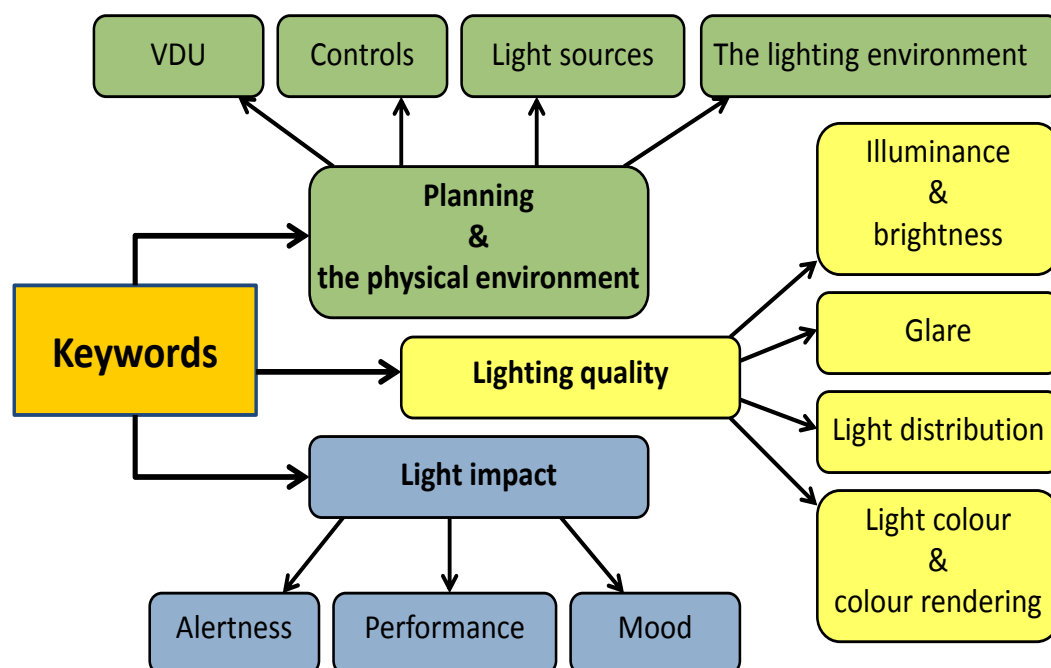 VDU
Controls
Light sources
The lighting environment
Planning
&
the physical environment
Illuminance
&
brightness
Keywords
Lighting quality
Glare
Light distribution
Light colour
&
colour rendering
Light impact
Alertness
Performance
Mood